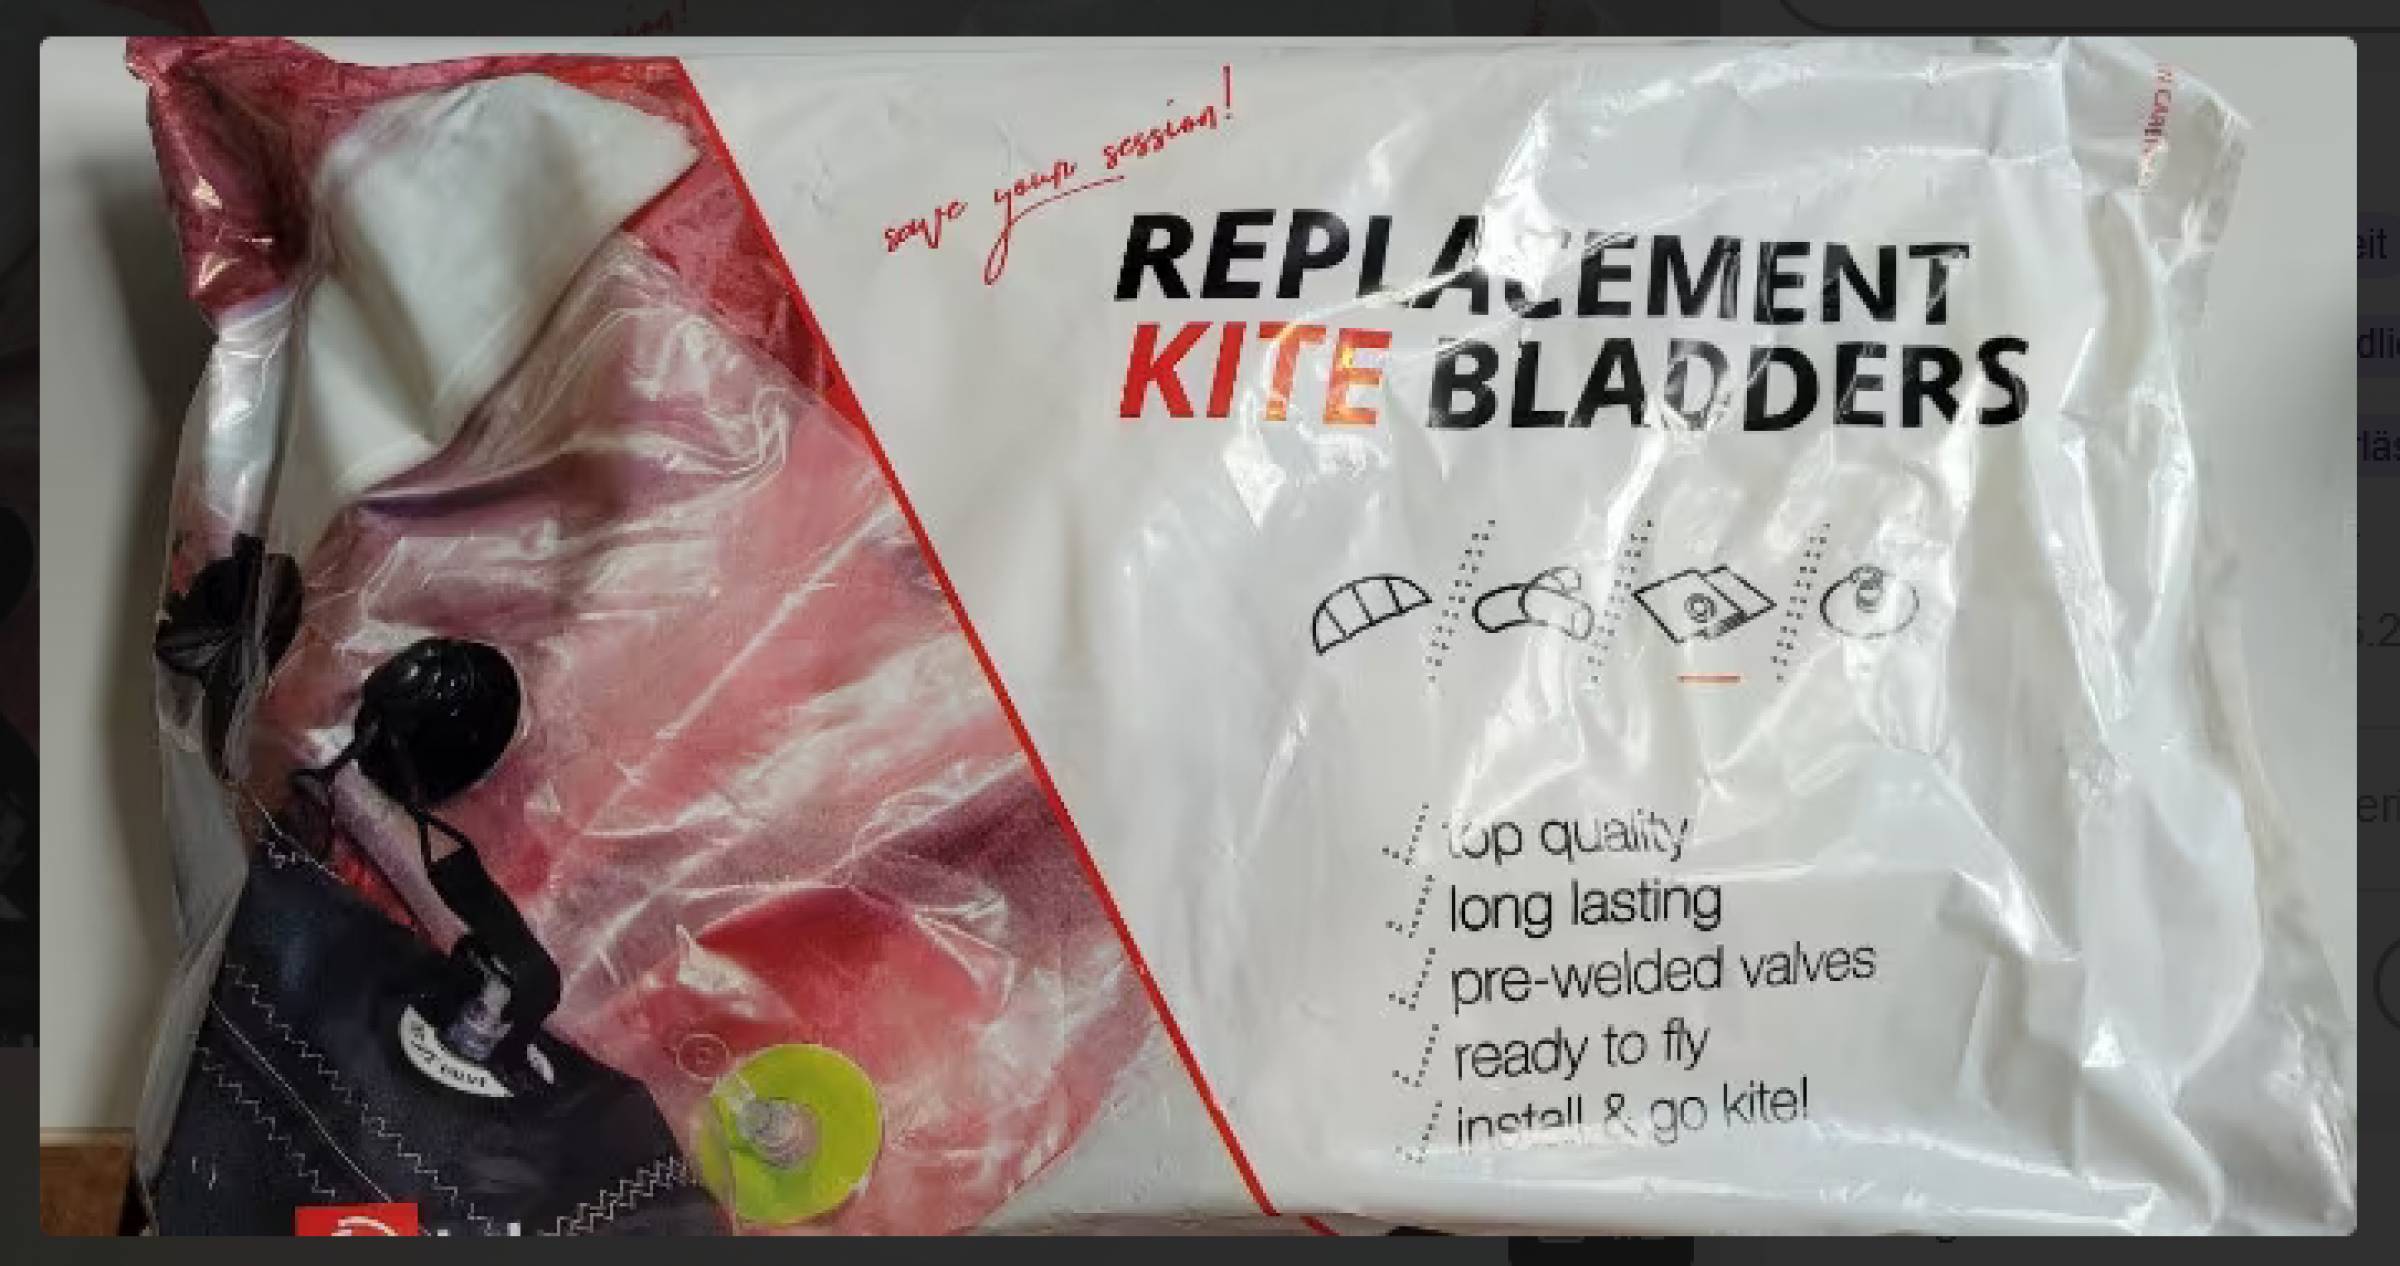 save your session!
REPLACEMENT
KITE BLADDERS
top quality
long lasting
pre-welded valves
ready to fly
install & go kite!